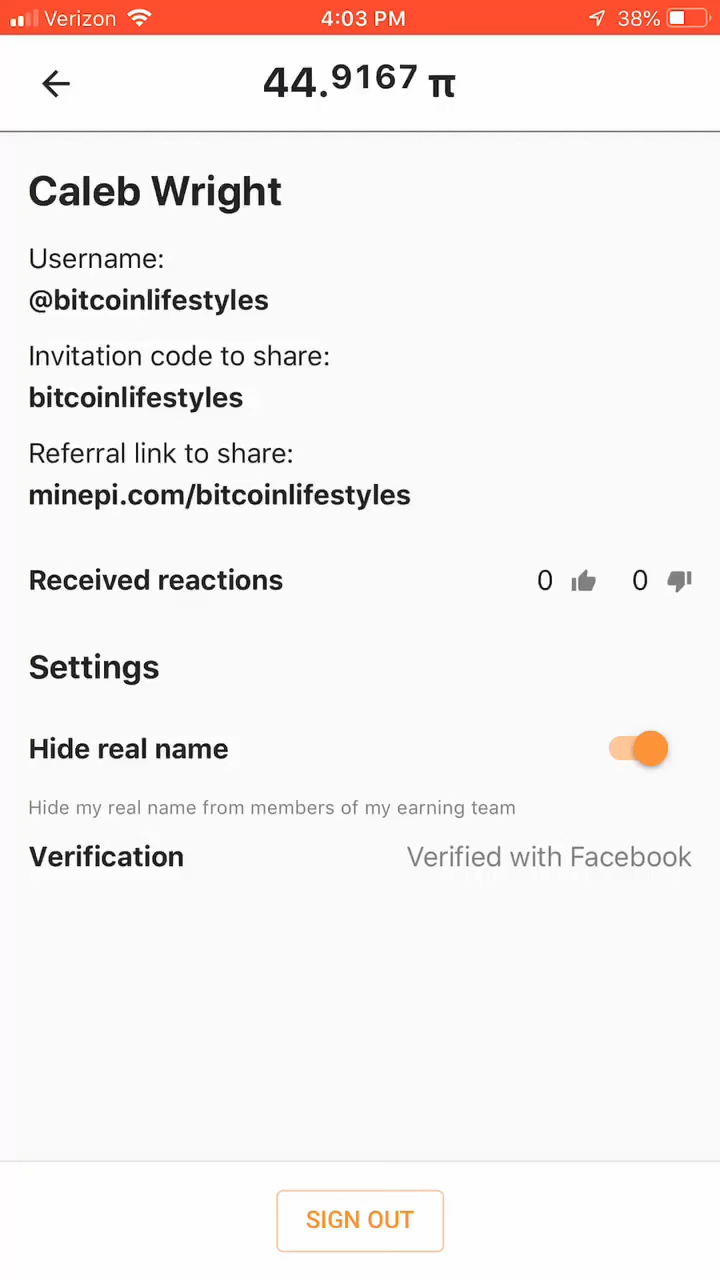 Verizon 4:03 PM 38%
44.9167 π
Caleb Wright
Username:
@bitcoinlifestyles
Invitation code to share:
bitcoinlifestyles
Referral link to share:
minepi.com/bitcoinlifestyles
Received reactions 0 0
Settings
Hide real name
Hide my real name from members of my earning team
Verification Verified with Facebook
SIGN OUT